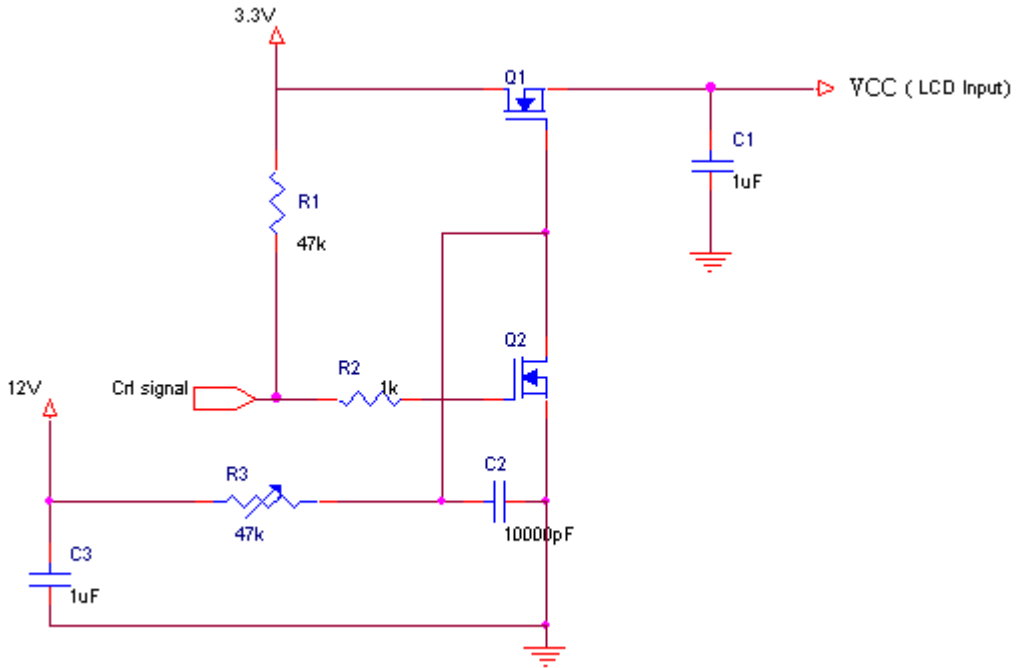 3.3V
Q1
VCC ( LCD Input)
C1
1uF
R1
47k
Q2
R2
1k
12V
Crl signal
R3
47k
C2
10000pF
C3
1uF